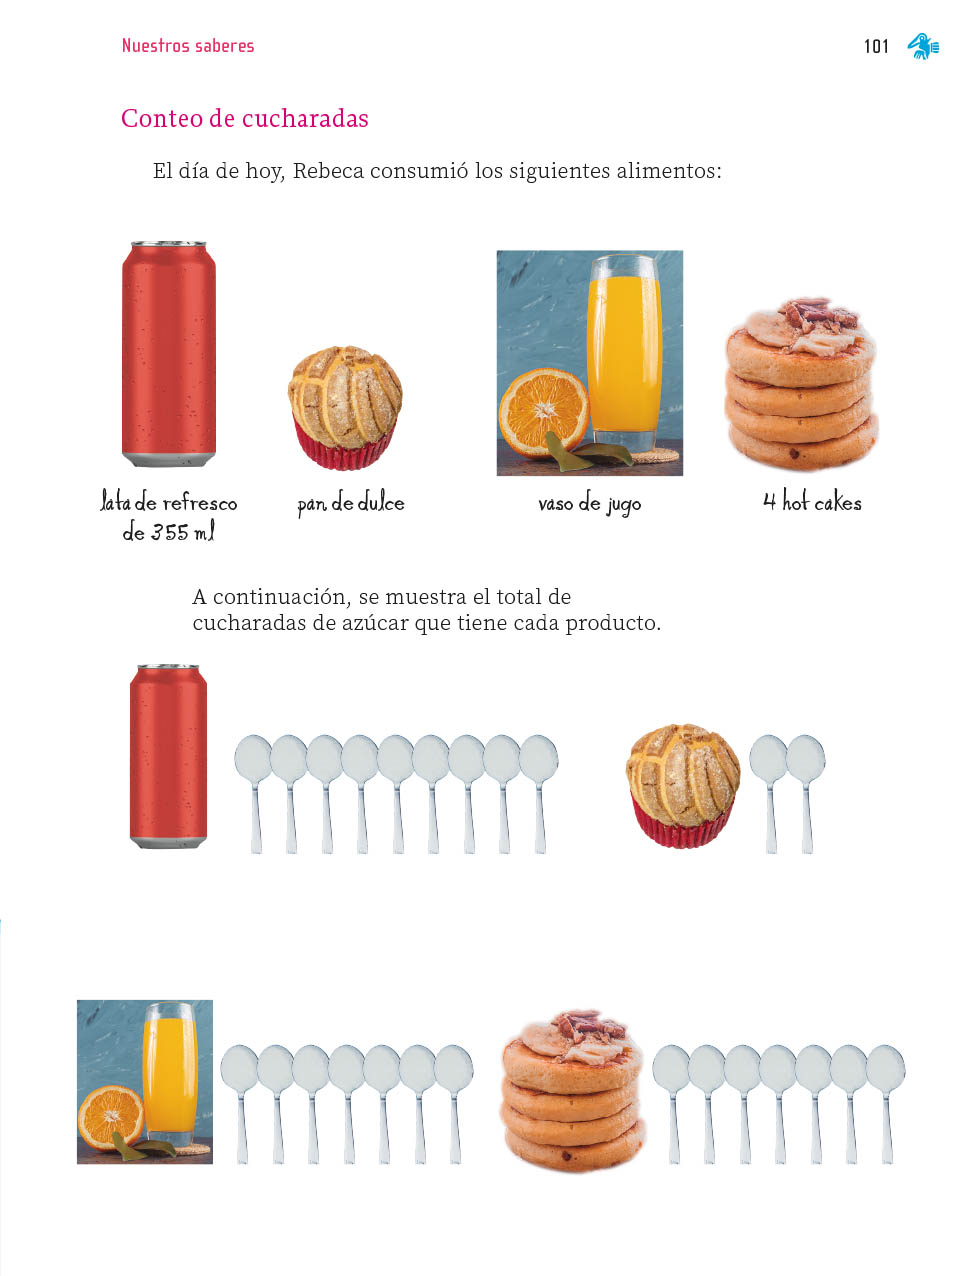 Nuestros saberes
101
Conteo de cucharadas
El día de hoy, Rebeca consumió los siguientes alimentos:
lata de refresco
de 355 ml
pan de dulce
vaso de jugo
4 hot cakes
A continuación, se muestra el total de
cucharadas de azúcar que tiene cada producto.